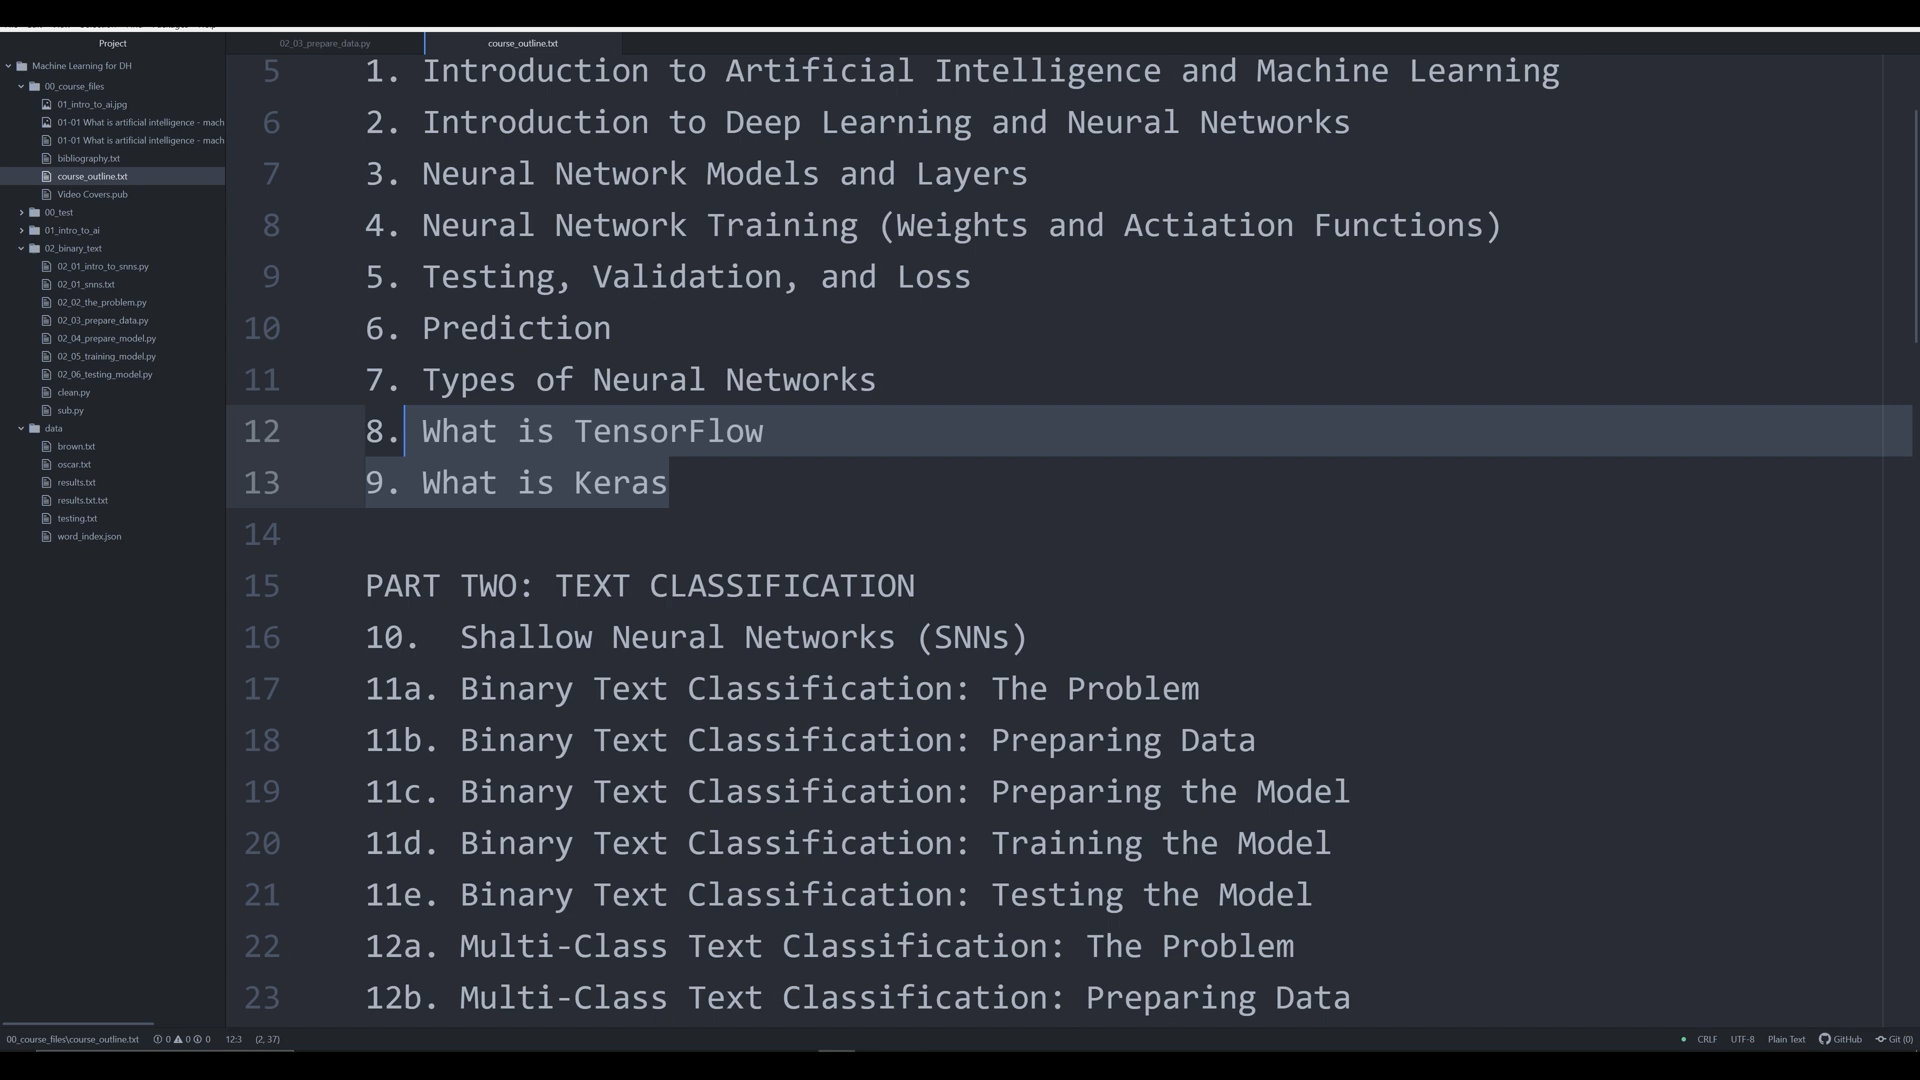 Project
02_03_prepare_data.py
course_outline.txt
Machine Learning for DH
00_course_files
01_intro_to_ai.jpg
01-01 What is artificial intelligence - mach
01-01 What is artificial intelligence - mach
bibliography.txt
course_outline.txt
Video Covers.pub
00_test
01_intro_to_ai
02_binary_text
02_01_intro_to_snns.py
02_01_snns.txt
02_02_the_problem.py
02_03_prepare_data.py
02_04_prepare_model.py
02_05_training_model.py
02_06_testing_model.py
clean.py
sub.py
data
brown.txt
oscar.txt
results.txt
results.txt.txt
testing.txt
word_index.json
5 1. Introduction to Artificial Intelligence and Machine Learning
6 2. Introduction to Deep Learning and Neural Networks
7 3. Neural Network Models and Layers
8 4. Neural Network Training (Weights and Actiation Functions)
9 5. Testing, Validation, and Loss
10 6. Prediction
11 7. Types of Neural Networks
12 8. What is TensorFlow
13 9. What is Keras
14
15 PART TWO: TEXT CLASSIFICATION
16 10.  Shallow Neural Networks (SNNs)
17 11a. Binary Text Classification: The Problem
18 11b. Binary Text Classification: Preparing Data
19 11c. Binary Text Classification: Preparing the Model
20 11d. Binary Text Classification: Training the Model
21 11e. Binary Text Classification: Testing the Model
22 12a. Multi-Class Text Classification: The Problem
23 12b. Multi-Class Text Classification: Preparing Data
00_course_files\course_outline.txt 0 0 0 12:3 (2, 37) CRLF UTF-8 Plain Text GitHub Git (0)